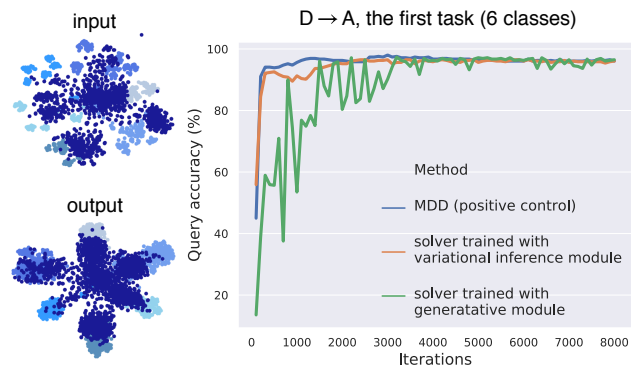 input
output
D → A, the first task (6 classes)
Query accuracy (%)
100
80
60
40
20
Method
MDD (positive control)
solver trained with
variational inference module
solver trained with
generatative module
0 1000 2000 3000 4000 5000 6000 7000 8000
Iterations